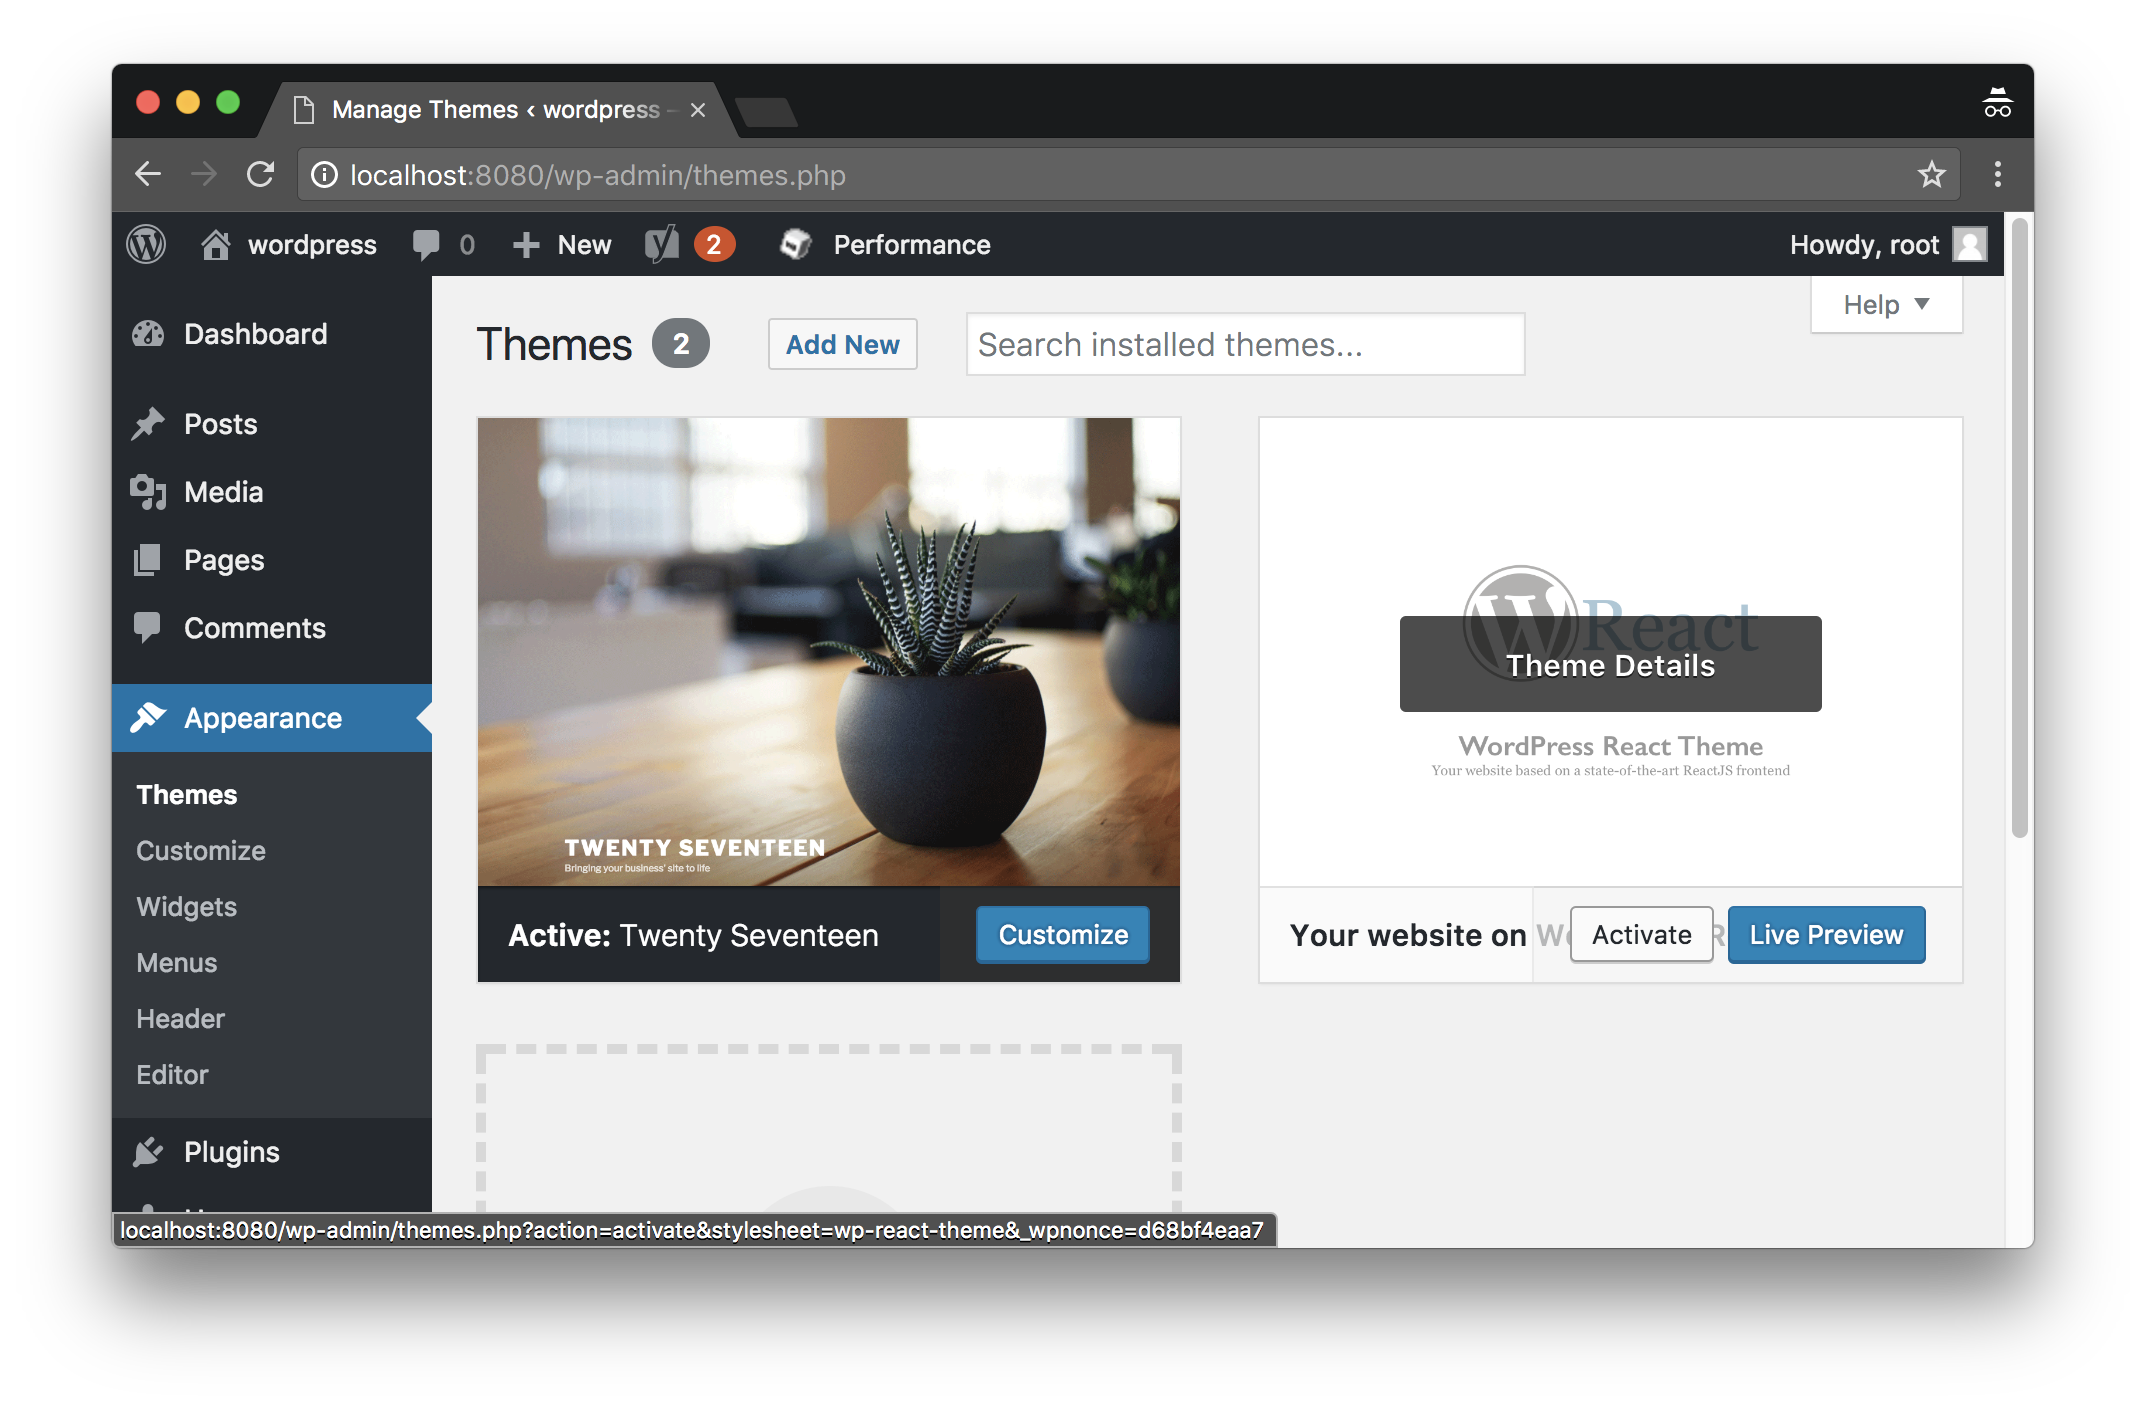 Manage Themes ‹ wordpress –
localhost:8080/wp-admin/themes.php
wordpress 0 New 2 Performance Howdy, root
Help
Dashboard
Posts
Media
Pages
Comments
Appearance
Themes
Customize
Widgets
Menus
Header
Editor
Plugins
Themes 2 Add New Search installed themes...
TWENTY SEVENTEEN
Bringing your business' site to life
Active: Twenty Seventeen Customize
React
Theme Details
WordPress React Theme
Your website based on a state-of-the-art ReactJS frontend
Your website on Activate Live Preview
localhost:8080/wp-admin/themes.php?action=activate&stylesheet=wp-react-theme&_wpnonce=d68bf4eaa7